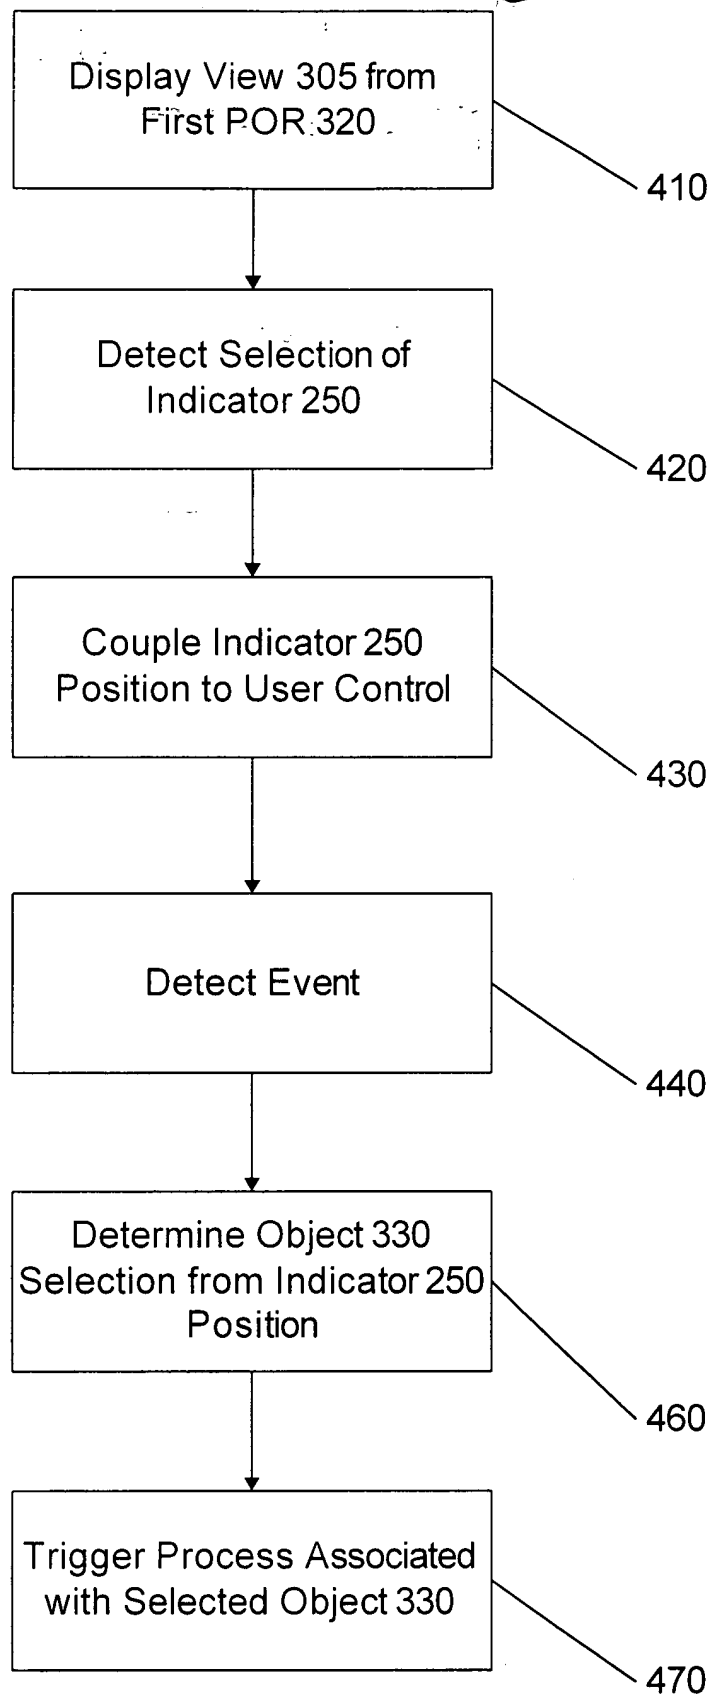 Display View 305 from
First POR 320
410
Detect Selection of
Indicator 250
420
Couple Indicator 250
Position to User Control
430
Detect Event
440
Determine Object 330
Selection from Indicator 250
Position
460
Trigger Process Associated
with Selected Object 330
470